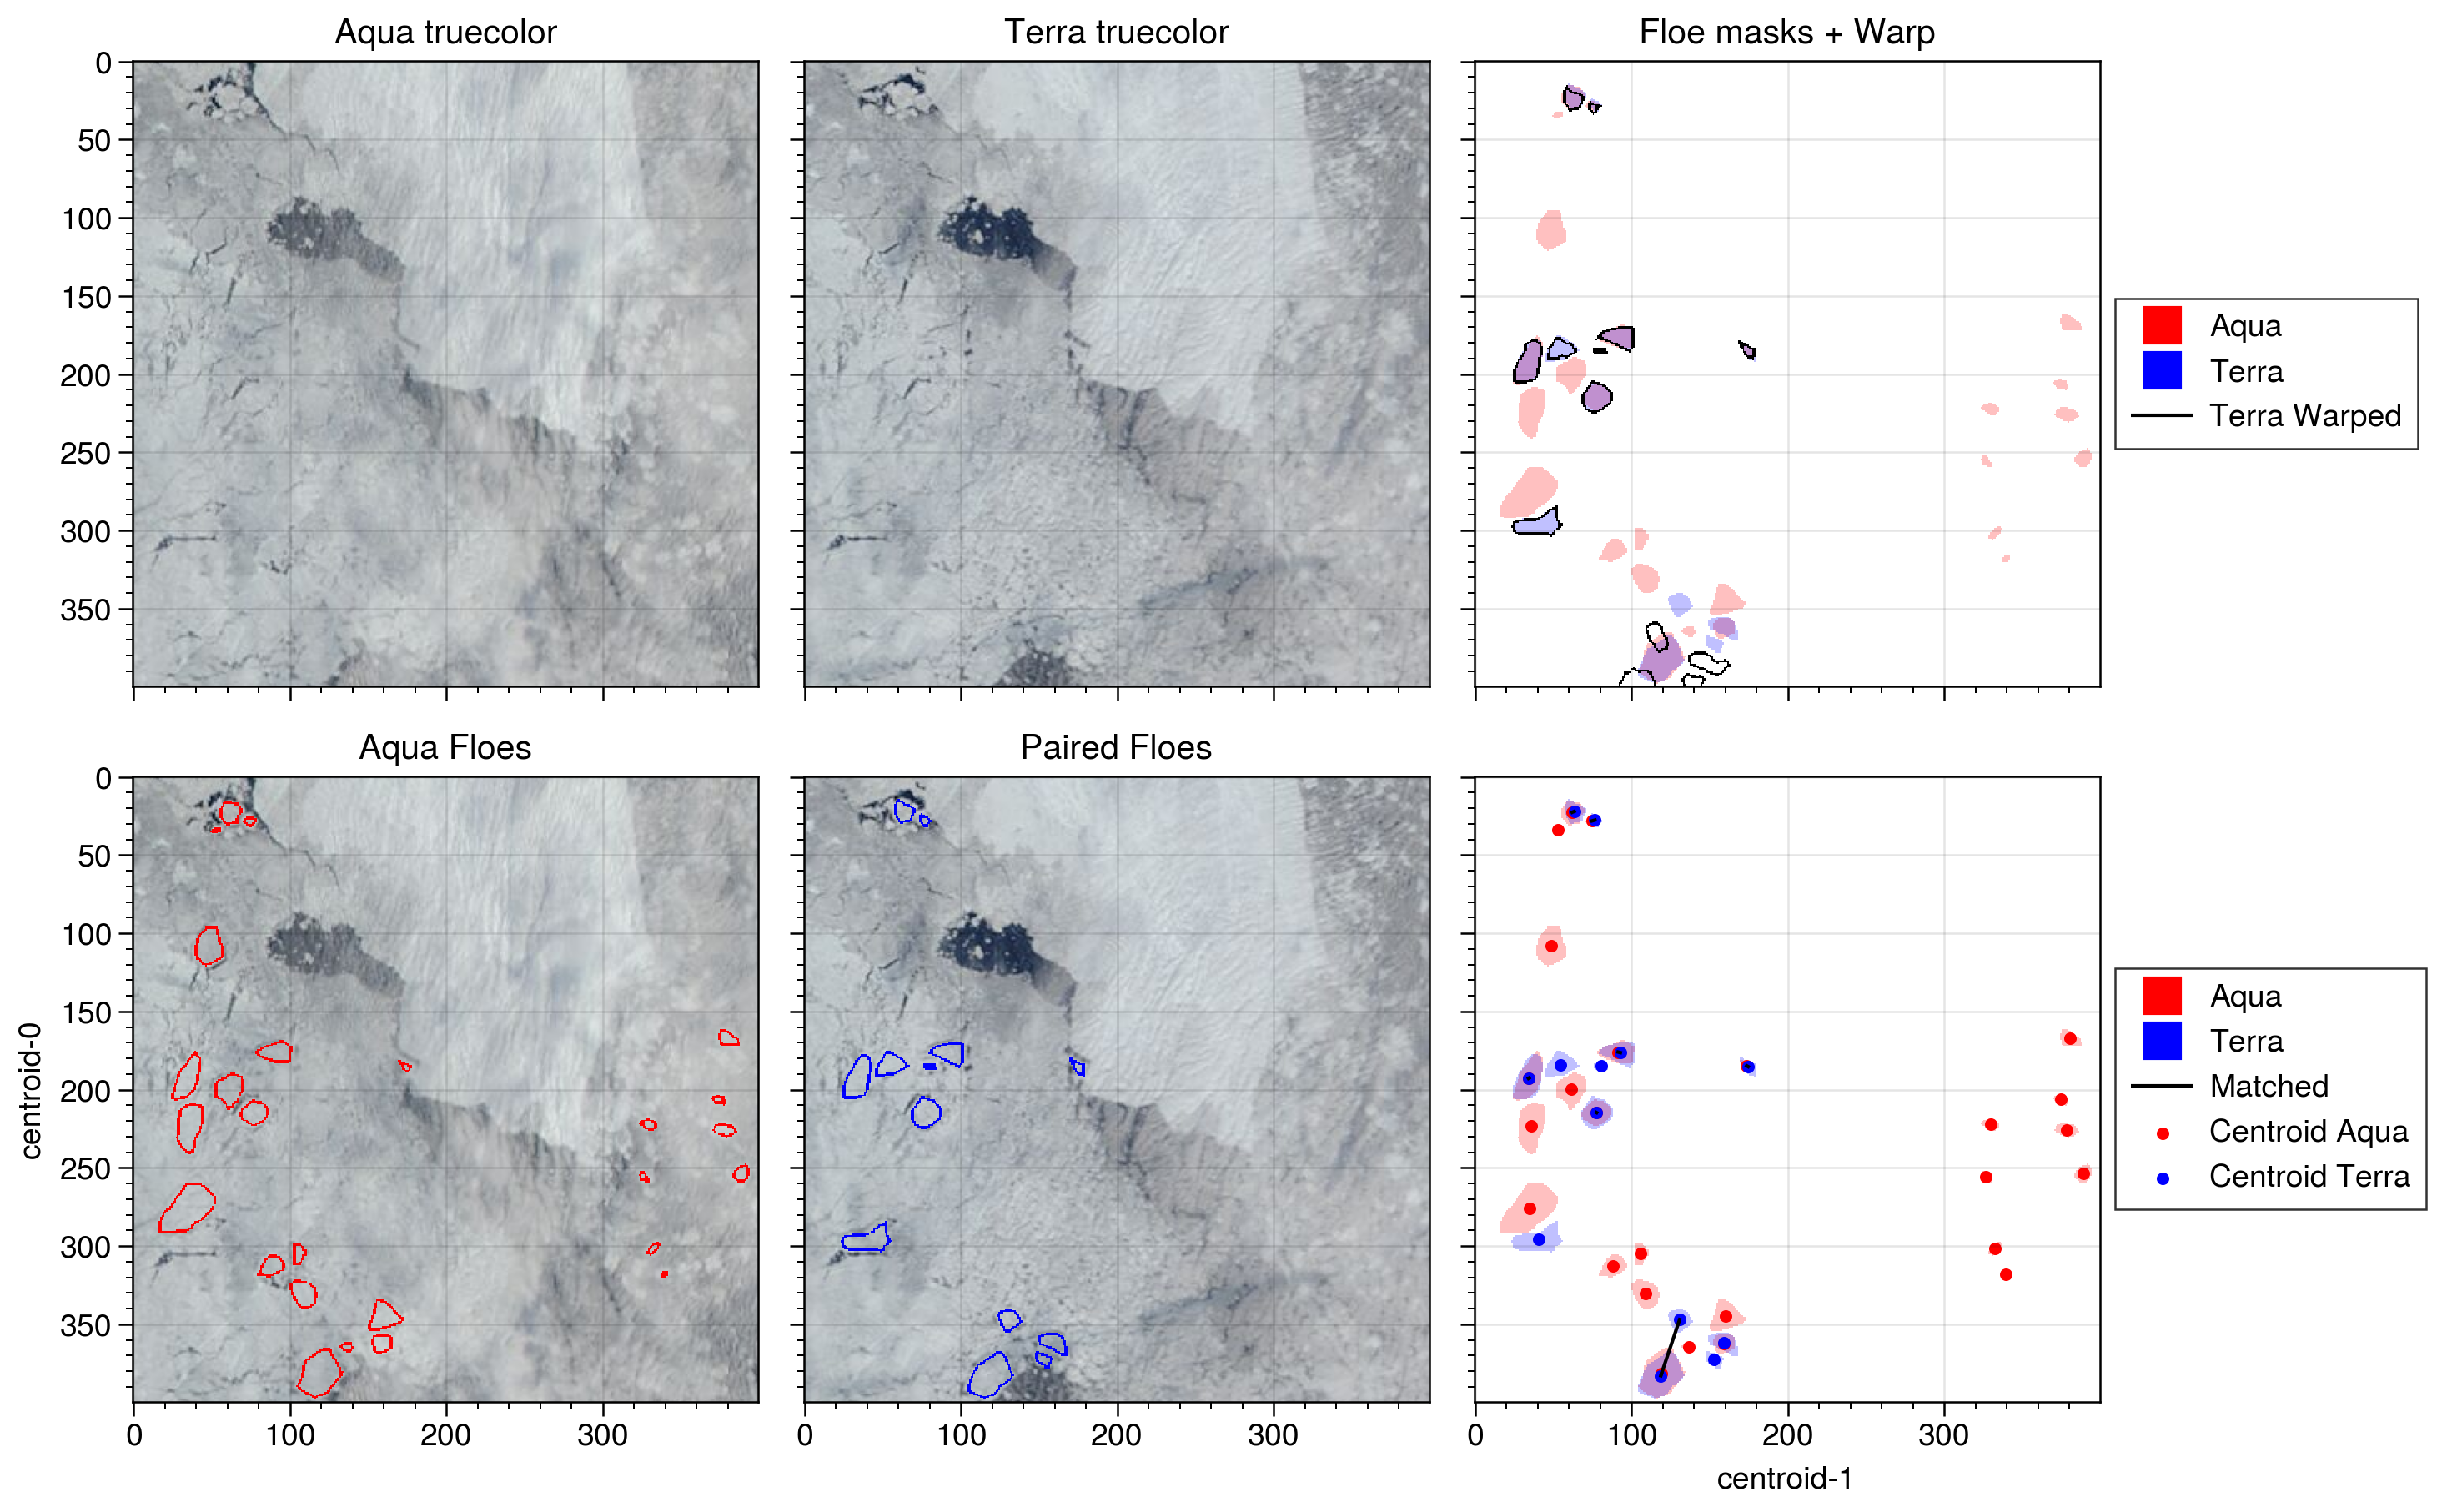 Aqua truecolor
Terra truecolor
Floe masks + Warp
0
50
100
150
200
250
300
350
Aqua
Terra
Terra Warped
Aqua Floes
Paired Floes
centroid-0
0
50
100
150
200
250
300
350
0
100
200
300
0
100
200
300
0
100
200
300
centroid-1
Aqua
Terra
Matched
Centroid Aqua
Centroid Terra